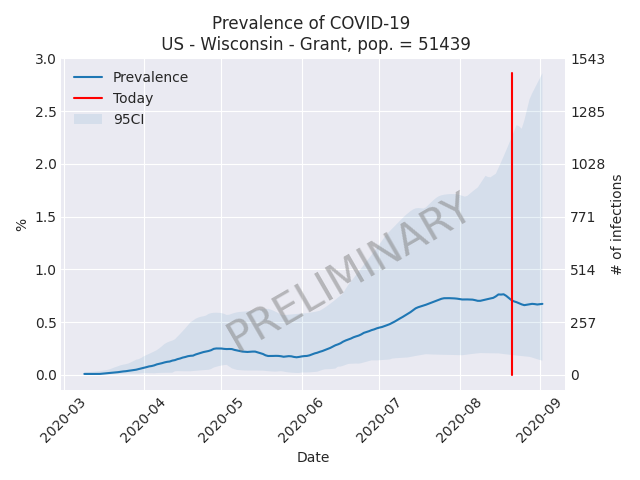 Prevalence of COVID-19
US - Wisconsin - Grant, pop. = 51439
Prevalence
Today
95CI
PRELIMINARY
%
3.0
2.5
2.0
1.5
1.0
0.5
0.0
1543
1285
1028
771
514
257
0
# of infections
2020-03
2020-04
2020-05
2020-06
2020-07
2020-08
2020-09
Date